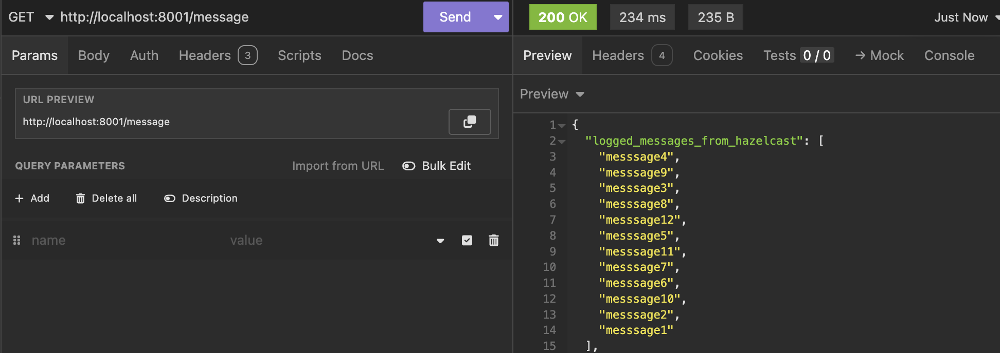 GET http://localhost:8001/message Send
Params Body Auth Headers 3 Scripts Docs
URL PREVIEW
http://localhost:8001/message
QUERY PARAMETERS Import from URL Bulk Edit
+ Add Delete all Description
name value
200 OK 234 ms 235 B Just Now
Preview Headers 4 Cookies Tests 0 / 0 → Mock Console
Preview
1 {
2 "logged_messages_from_hazelcast": [
3 "messsage4",
4 "messsage9",
5 "messsage3",
6 "messsage8",
7 "messsage12",
8 "messsage5",
9 "messsage11",
10 "messsage7",
11 "messsage6",
12 "messsage10",
13 "messsage2",
14 "messsage1"
15 ],